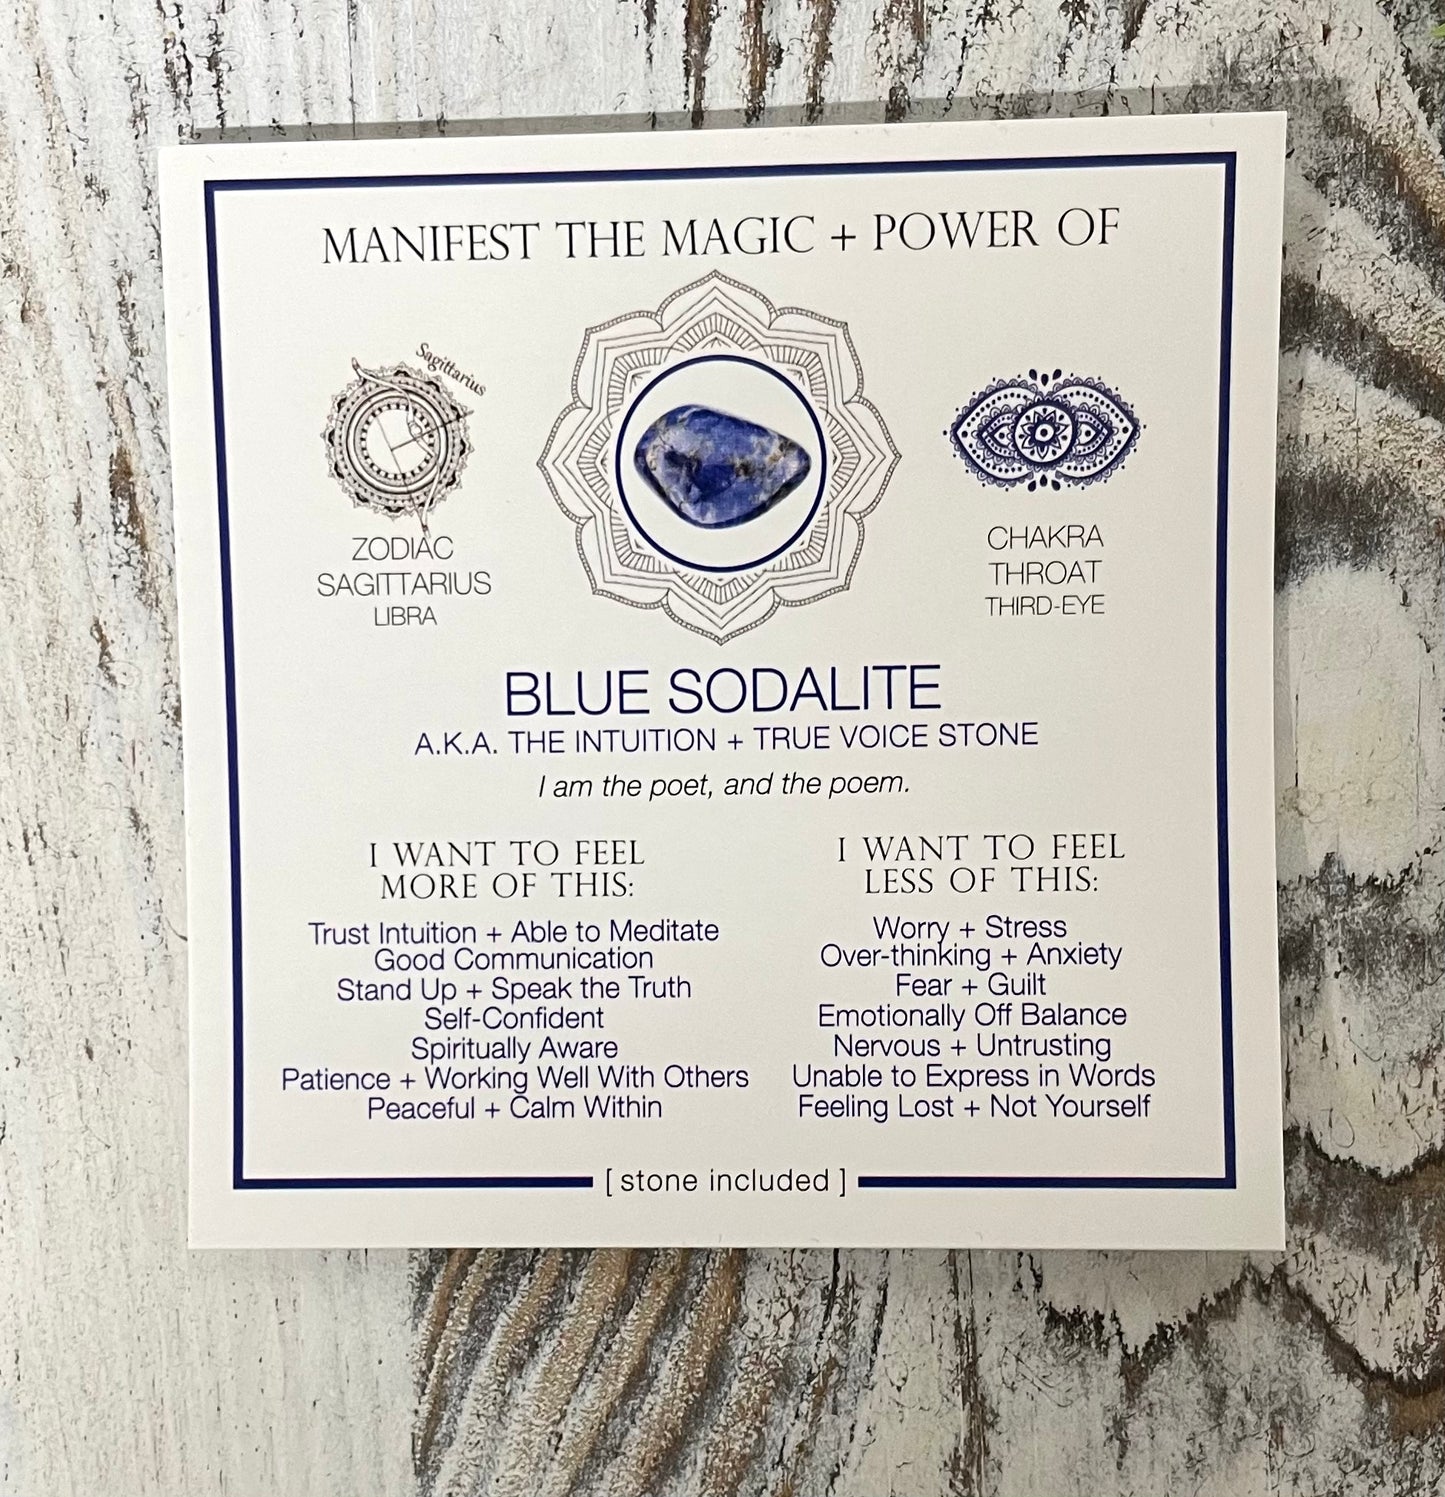 MANIFEST THE MAGIC + POWER OF
Sagittarius
ZODIAC
SAGITTARIUS
LIBRA
CHAKRA
THROAT
THIRD-EYE
BLUE SODALITE
A.K.A. THE INTUITION + TRUE VOICE STONE
I am the poet, and the poem.
I WANT TO FEEL
MORE OF THIS:
Trust Intuition + Able to Meditate
Good Communication
Stand Up + Speak the Truth
Self-Confident
Spiritually Aware
Patience + Working Well With Others
Peaceful + Calm Within
I WANT TO FEEL
LESS OF THIS:
Worry + Stress
Over-thinking + Anxiety
Fear + Guilt
Emotionally Off Balance
Nervous + Untrusting
Unable to Express in Words
Feeling Lost + Not Yourself
[ stone included ]